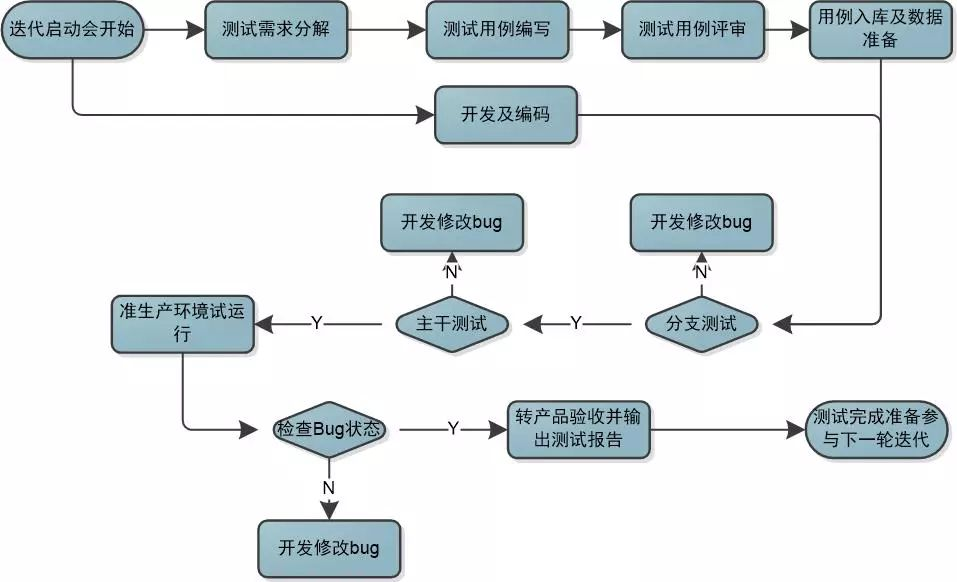 迭代启动会开始
测试需求分解
测试用例编写
测试用例评审
用例入库及数据
准备
开发及编码
开发修改bug
开发修改bug
N
N
准生产环境试运
行
Y
主干测试
Y
分支测试
检查Bug状态
Y
转产品验收并输
出测试报告
测试完成准备参
与下一轮迭代
N
开发修改bug